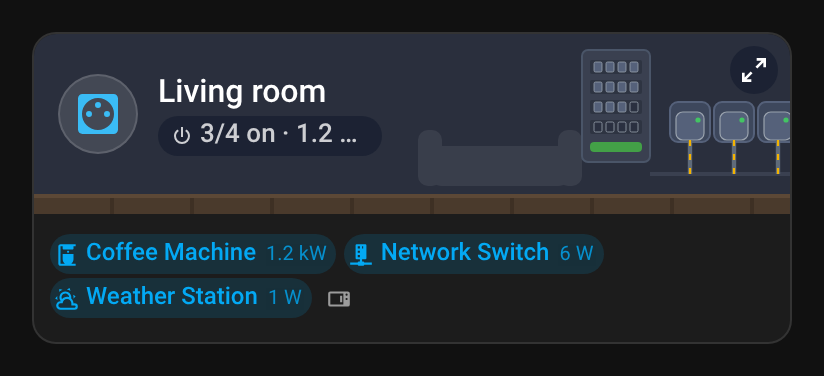 Living room
3/4 on · 1.2 ...
Coffee Machine 1.2 kW Network Switch 6 W
Weather Station 1 W